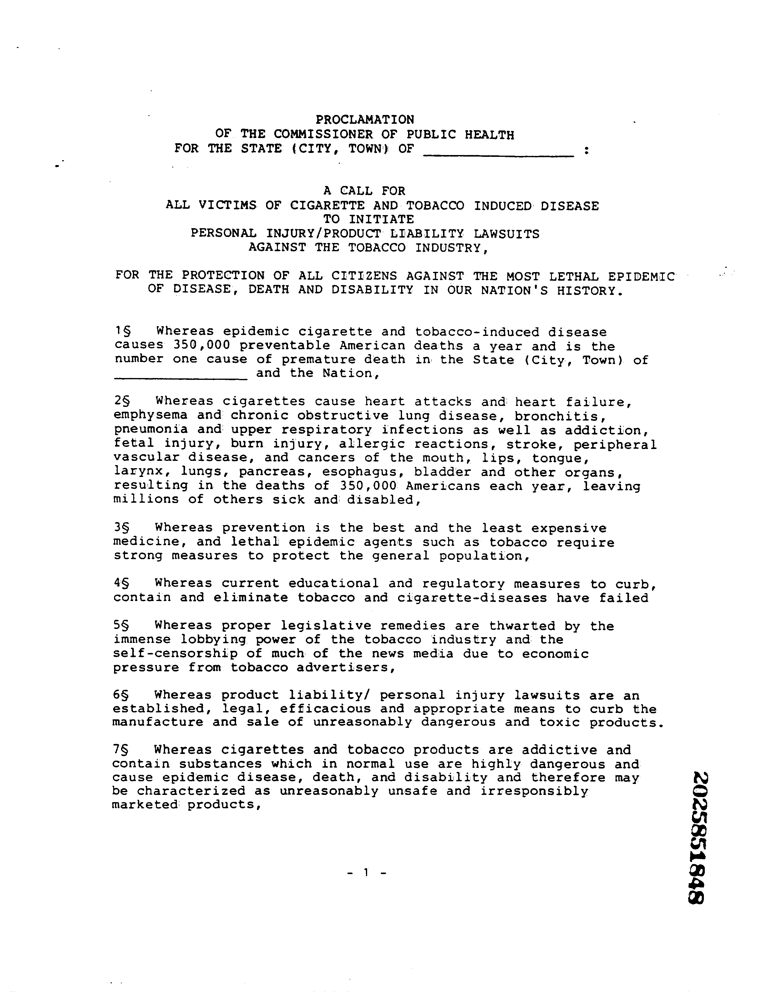 PROCLAMATION
OF THE COMMISSIONER OF PUBLIC HEALTH
FOR THE STATE (CITY, TOWN) OF ____________________ :
A CALL FOR
ALL VICTIMS OF CIGARETTE AND TOBACCO INDUCED DISEASE
TO INITIATE
PERSONAL INJURY/PRODUCT LIABILITY LAWSUITS
AGAINST THE TOBACCO INDUSTRY,
FOR THE PROTECTION OF ALL CITIZENS AGAINST THE MOST LETHAL EPIDEMIC
OF DISEASE, DEATH AND DISABILITY IN OUR NATION'S HISTORY.
1§ Whereas epidemic cigarette and tobacco-induced disease
causes 350,000 preventable American deaths a year and is the
number one cause of premature death in the State (City, Town) of
__________________ and the Nation,
2§ Whereas cigarettes cause heart attacks and heart failure,
emphysema and chronic obstructive lung disease, bronchitis,
pneumonia and upper respiratory infections as well as addiction,
fetal injury, burn injury, allergic reactions, stroke, peripheral
vascular disease, and cancers of the mouth, lips, tongue,
larynx, lungs, pancreas, esophagus, bladder and other organs,
resulting in the deaths of 350,000 Americans each year, leaving
millions of others sick and disabled,
3§ Whereas prevention is the best and the least expensive
medicine, and lethal epidemic agents such as tobacco require
strong measures to protect the general population,
4§ Whereas current educational and regulatory measures to curb,
contain and eliminate tobacco and cigarette-diseases have failed
5§ Whereas proper legislative remedies are thwarted by the
immense lobbying power of the tobacco industry and the
self-censorship of much of the news media due to economic
pressure from tobacco advertisers,
6§ Whereas product liability/ personal injury lawsuits are an
established, legal, efficacious and appropriate means to curb the
manufacture and sale of unreasonably dangerous and toxic products.
7§ Whereas cigarettes and tobacco products are addictive and
contain substances which in normal use are highly dangerous and
cause epidemic disease, death, and disability and therefore may
be characterized as unreasonably unsafe and irresponsibly
marketed products,
- 1 -
2025851848